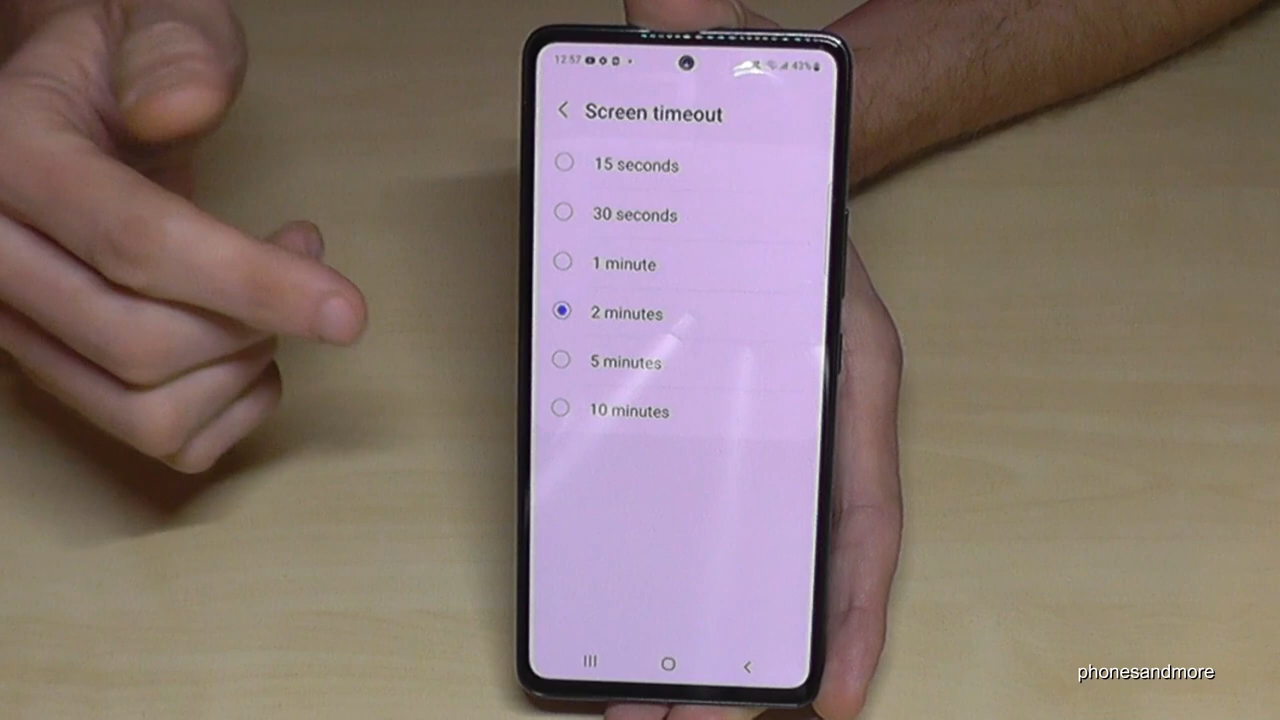 12:57 43%
Screen timeout
15 seconds
30 seconds
1 minute
2 minutes
5 minutes
10 minutes
phonesandmore